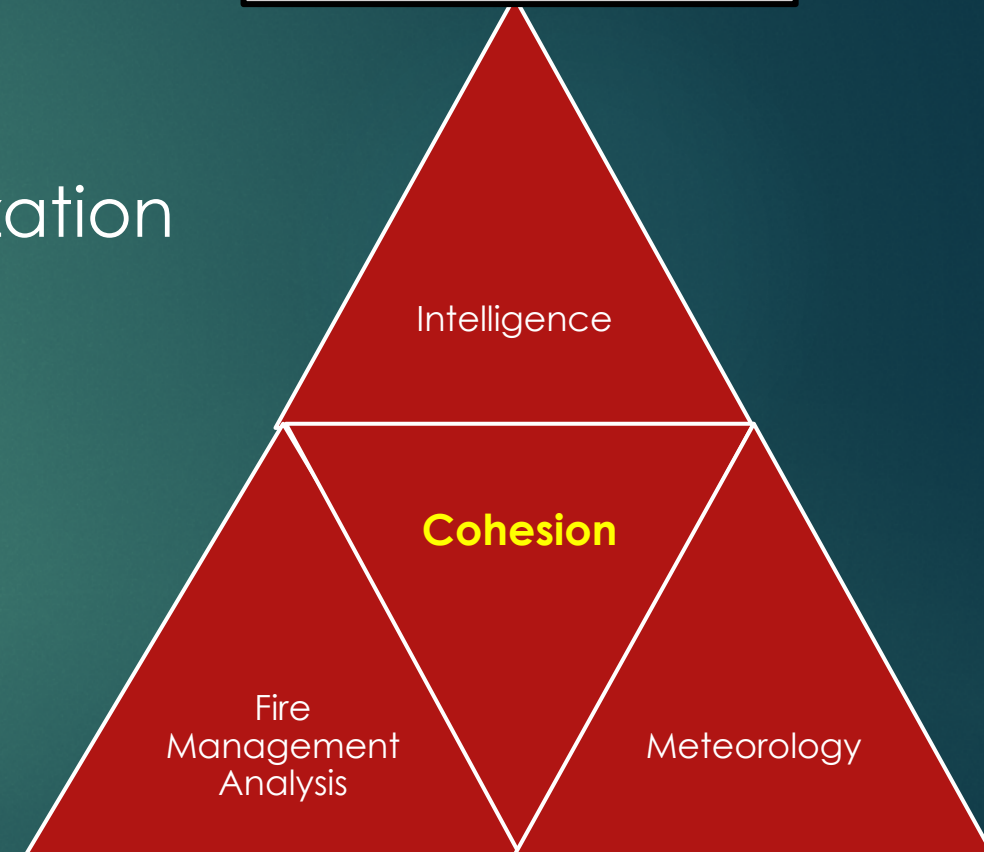 Intelligence
Cohesion
Fire
Management
Analysis
Meteorology